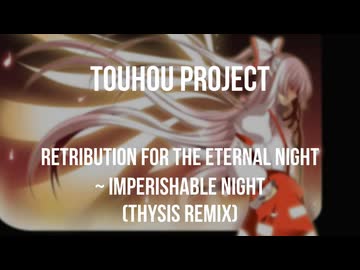 TOUHOU PROJECT
RETRIBUTION FOR THE ETERNAL NIGHT
~ IMPERISHABLE NIGHT
(THYSIS REMIX)